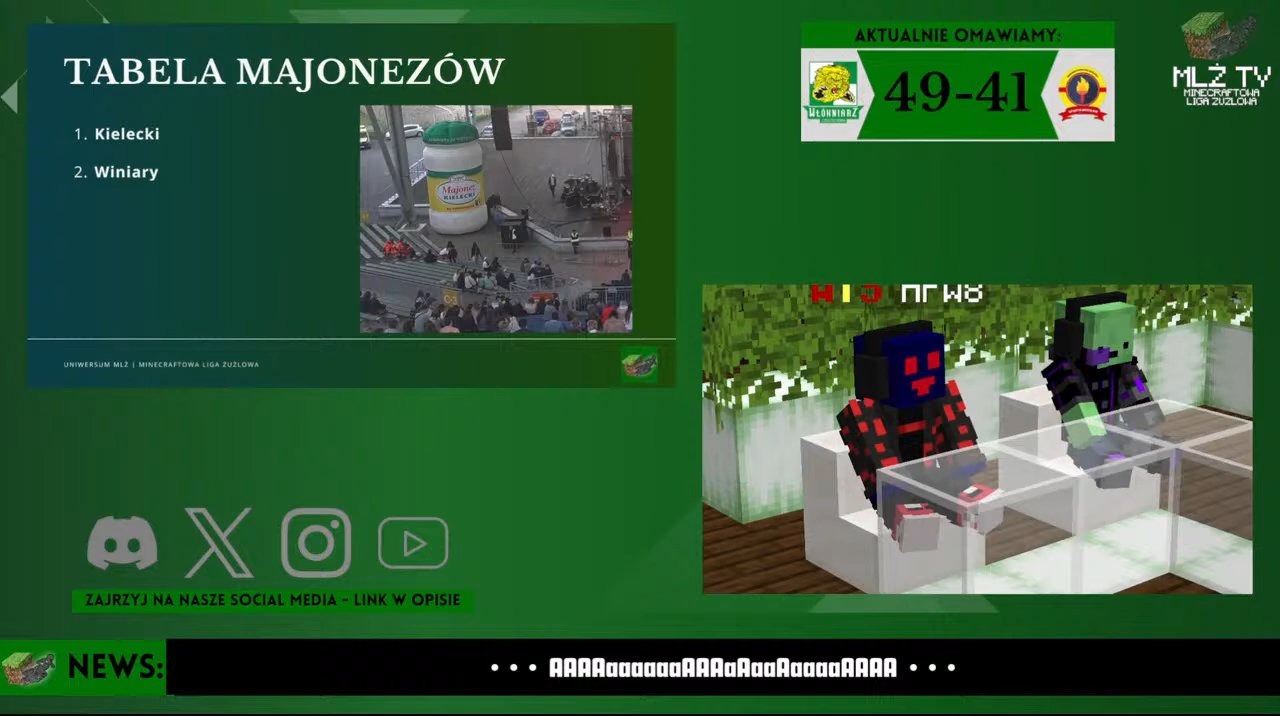 TABELA MAJONEZÓW
1. Kielecki
2. Winiary
Majonez
KIELECKI
UNIWERSUM MLŻ | MINECRAFTOWA LIGA ŻUŻLOWA
AKTUALNIE OMAWIAMY:
WŁÓKNIARZ
49-41
MLŻ TV
MINECRAFTOWA
LIGA ŻUŻLOWA
ZAJRZYJ NA NASZE SOCIAL MEDIA - LINK W OPISIE
NEWS:
• • • AAAAaaaaaaAAAaAaaAaaaaAAAA • • •